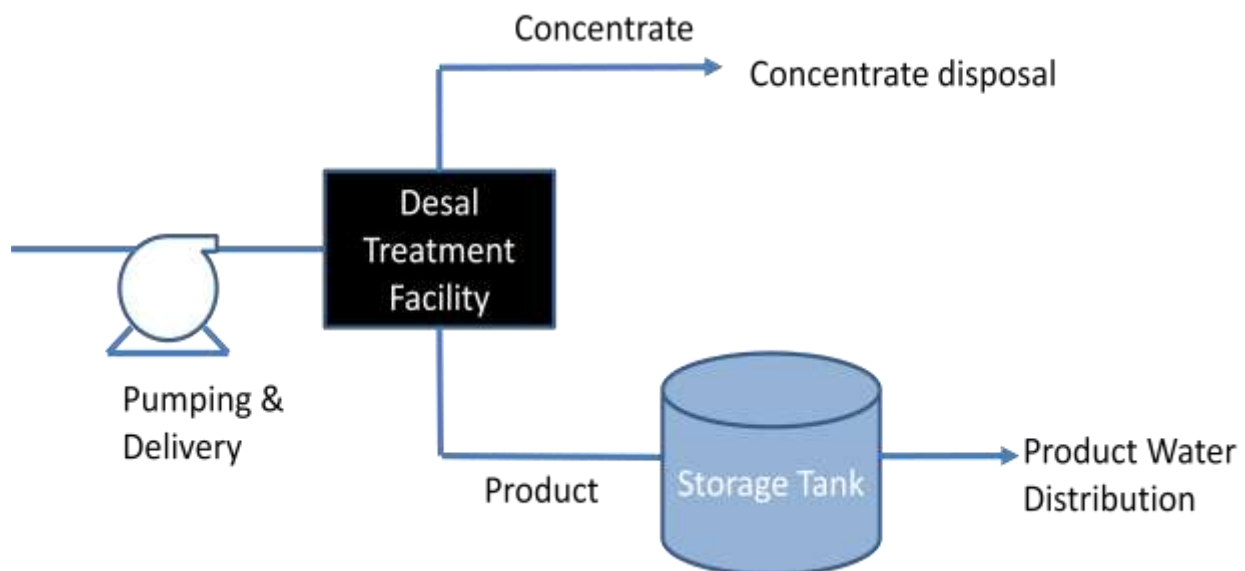 Concentrate
Concentrate disposal
Desal
Treatment
Facility
Pumping &
Delivery
Product
Storage Tank
Product Water
Distribution